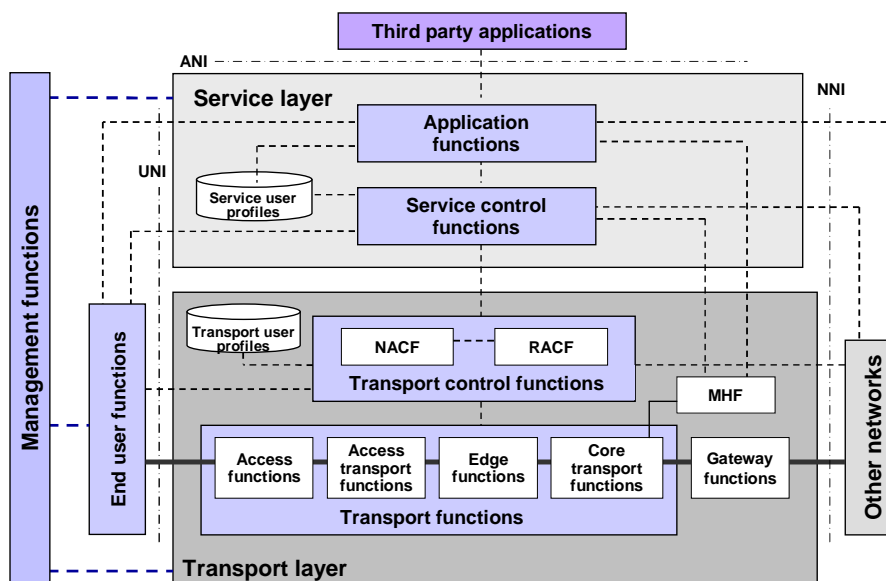 Third party applications
ANI
NNI
Service layer
Application
functions
UNI
Service user
profiles
Service control
functions
Management functions
End user functions
Transport user
profiles
NACF
RACF
Transport control functions
MHF
Other networks
Access
functions
Access
transport
functions
Edge
functions
Core
transport
functions
Gateway
functions
Transport functions
Transport layer